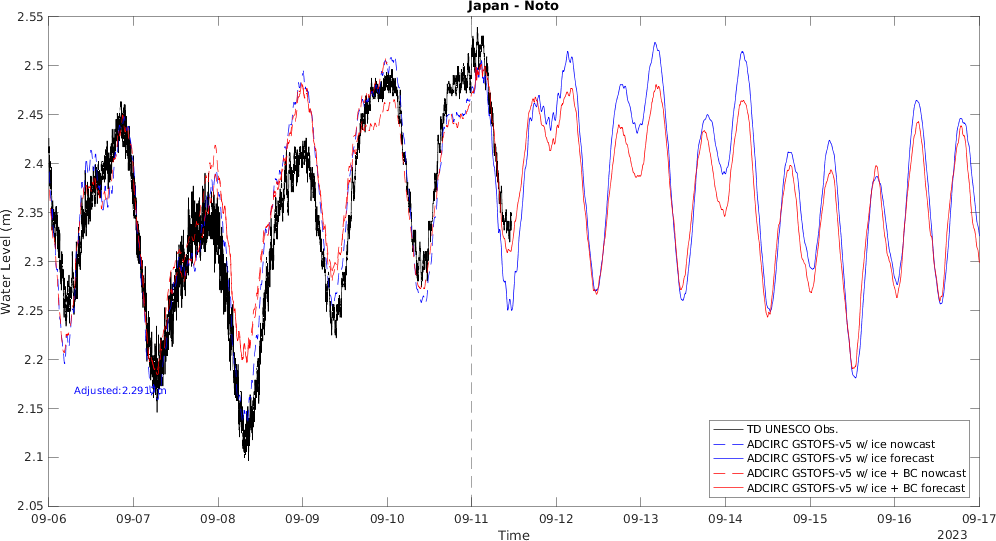 Japan - Noto
2.55
2.5
2.45
2.4
2.35
2.3
2.25
2.2
2.15
2.1
2.05
Water Level (m)
Adjusted:2.291
TD UNESCO Obs.
ADCIRC GSTOFS-v5 w/ ice nowcast
ADCIRC GSTOFS-v5 w/ ice forecast
ADCIRC GSTOFS-v5 w/ ice + BC nowcast
ADCIRC GSTOFS-v5 w/ ice + BC forecast
09-06 09-07 09-08 09-09 09-10 09-11 09-12 09-13 09-14 09-15 09-16 09-17
Time
2023